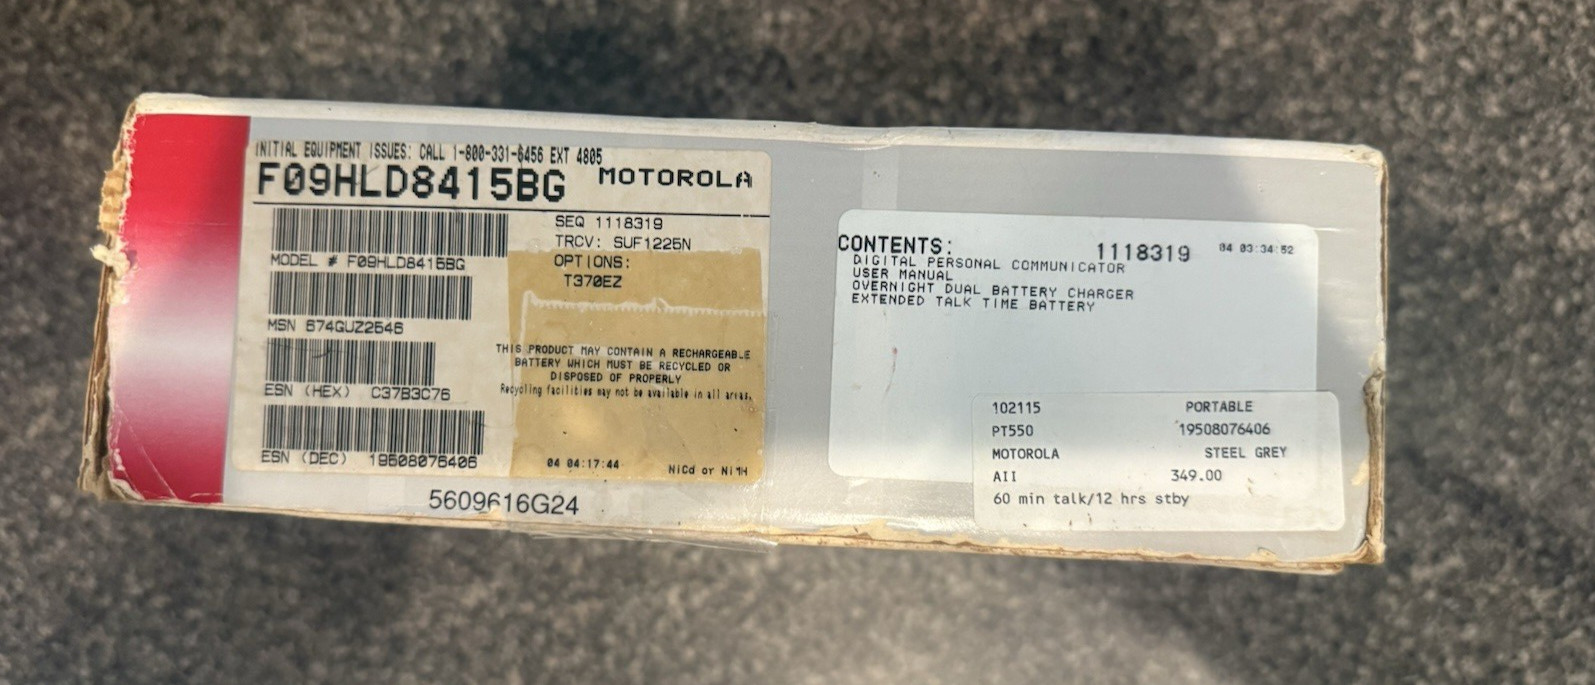 INITIAL EQUIPMENT ISSUES: CALL 1-800-331-6456 EXT 4805
F09HLD8415BG MOTOROLA
SEQ 1118319
TRCV: SUF1225N
OPTIONS:
T370EZ
MODEL # F09HLD8415BG
MSN 674GUZ2546
ESN (HEX) C37B3C76
ESN (DEC) 19508076406
THIS PRODUCT MAY CONTAIN A RECHARGEABLE
BATTERY WHICH MUST BE RECYCLED OR
DISPOSED OF PROPERLY
Recycling facilities may not be available in all areas.
04 04:17:44 NiCd or NiMH
5609616G24
CONTENTS: 1118319 04 03:34:52
DIGITAL PERSONAL COMMUNICATOR
USER MANUAL
OVERNIGHT DUAL BATTERY CHARGER
EXTENDED TALK TIME BATTERY
102115 PORTABLE
PT550 19508076406
MOTOROLA STEEL GREY
AII 349.00
60 min talk/12 hrs stby